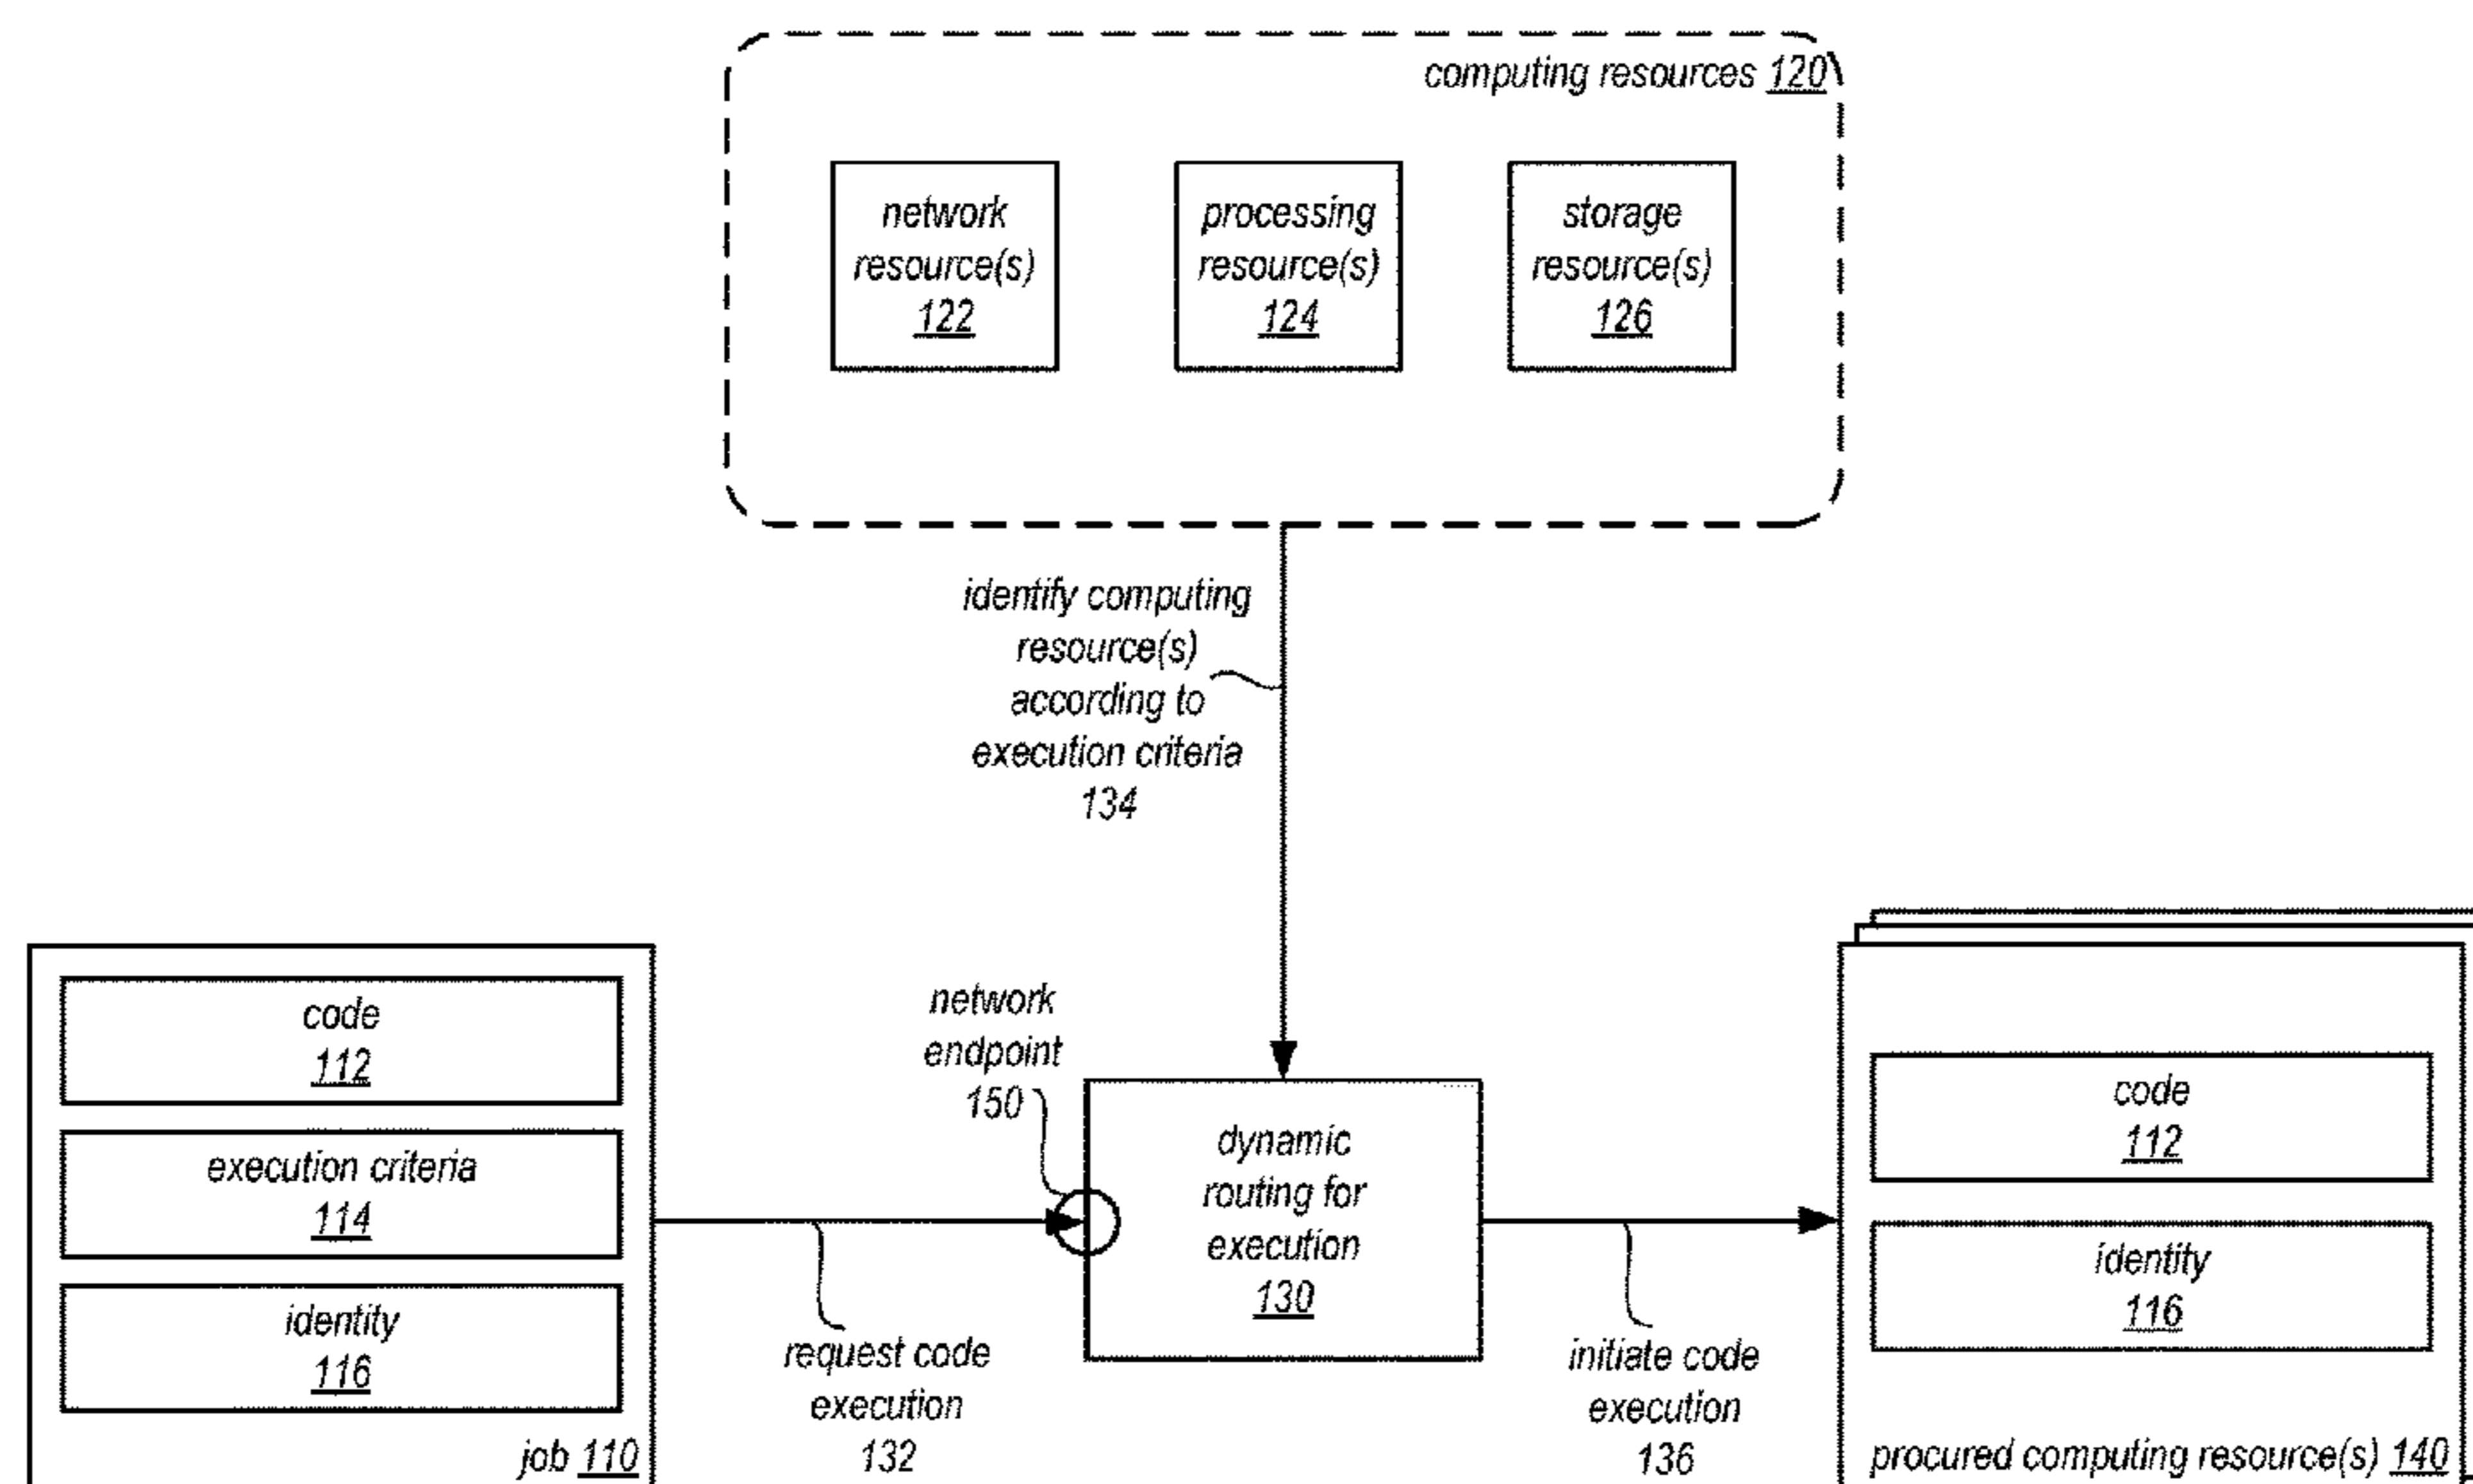 computing resources 120
network
resource(s)
122
processing
resource(s)
124
storage
resource(s)
126
identify computing
resource(s)
according to
execution criteria
134
code
112
execution criteria
114
identity
116
job 110
request code
execution
132
network
endpoint
150
dynamic
routing for
execution
130
initiate code
execution
136
code
112
identity
116
procured computing resource(s) 140